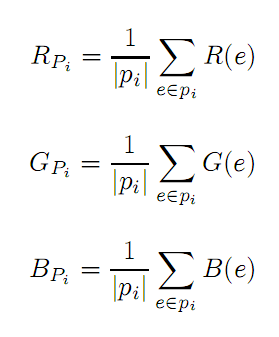 R_{P_i} = \frac{1}{|p_i|} \sum_{e \in p_i} R(e)
G_{P_i} = \frac{1}{|p_i|} \sum_{e \in p_i} G(e)
B_{P_i} = \frac{1}{|p_i|} \sum_{e \in p_i} B(e)